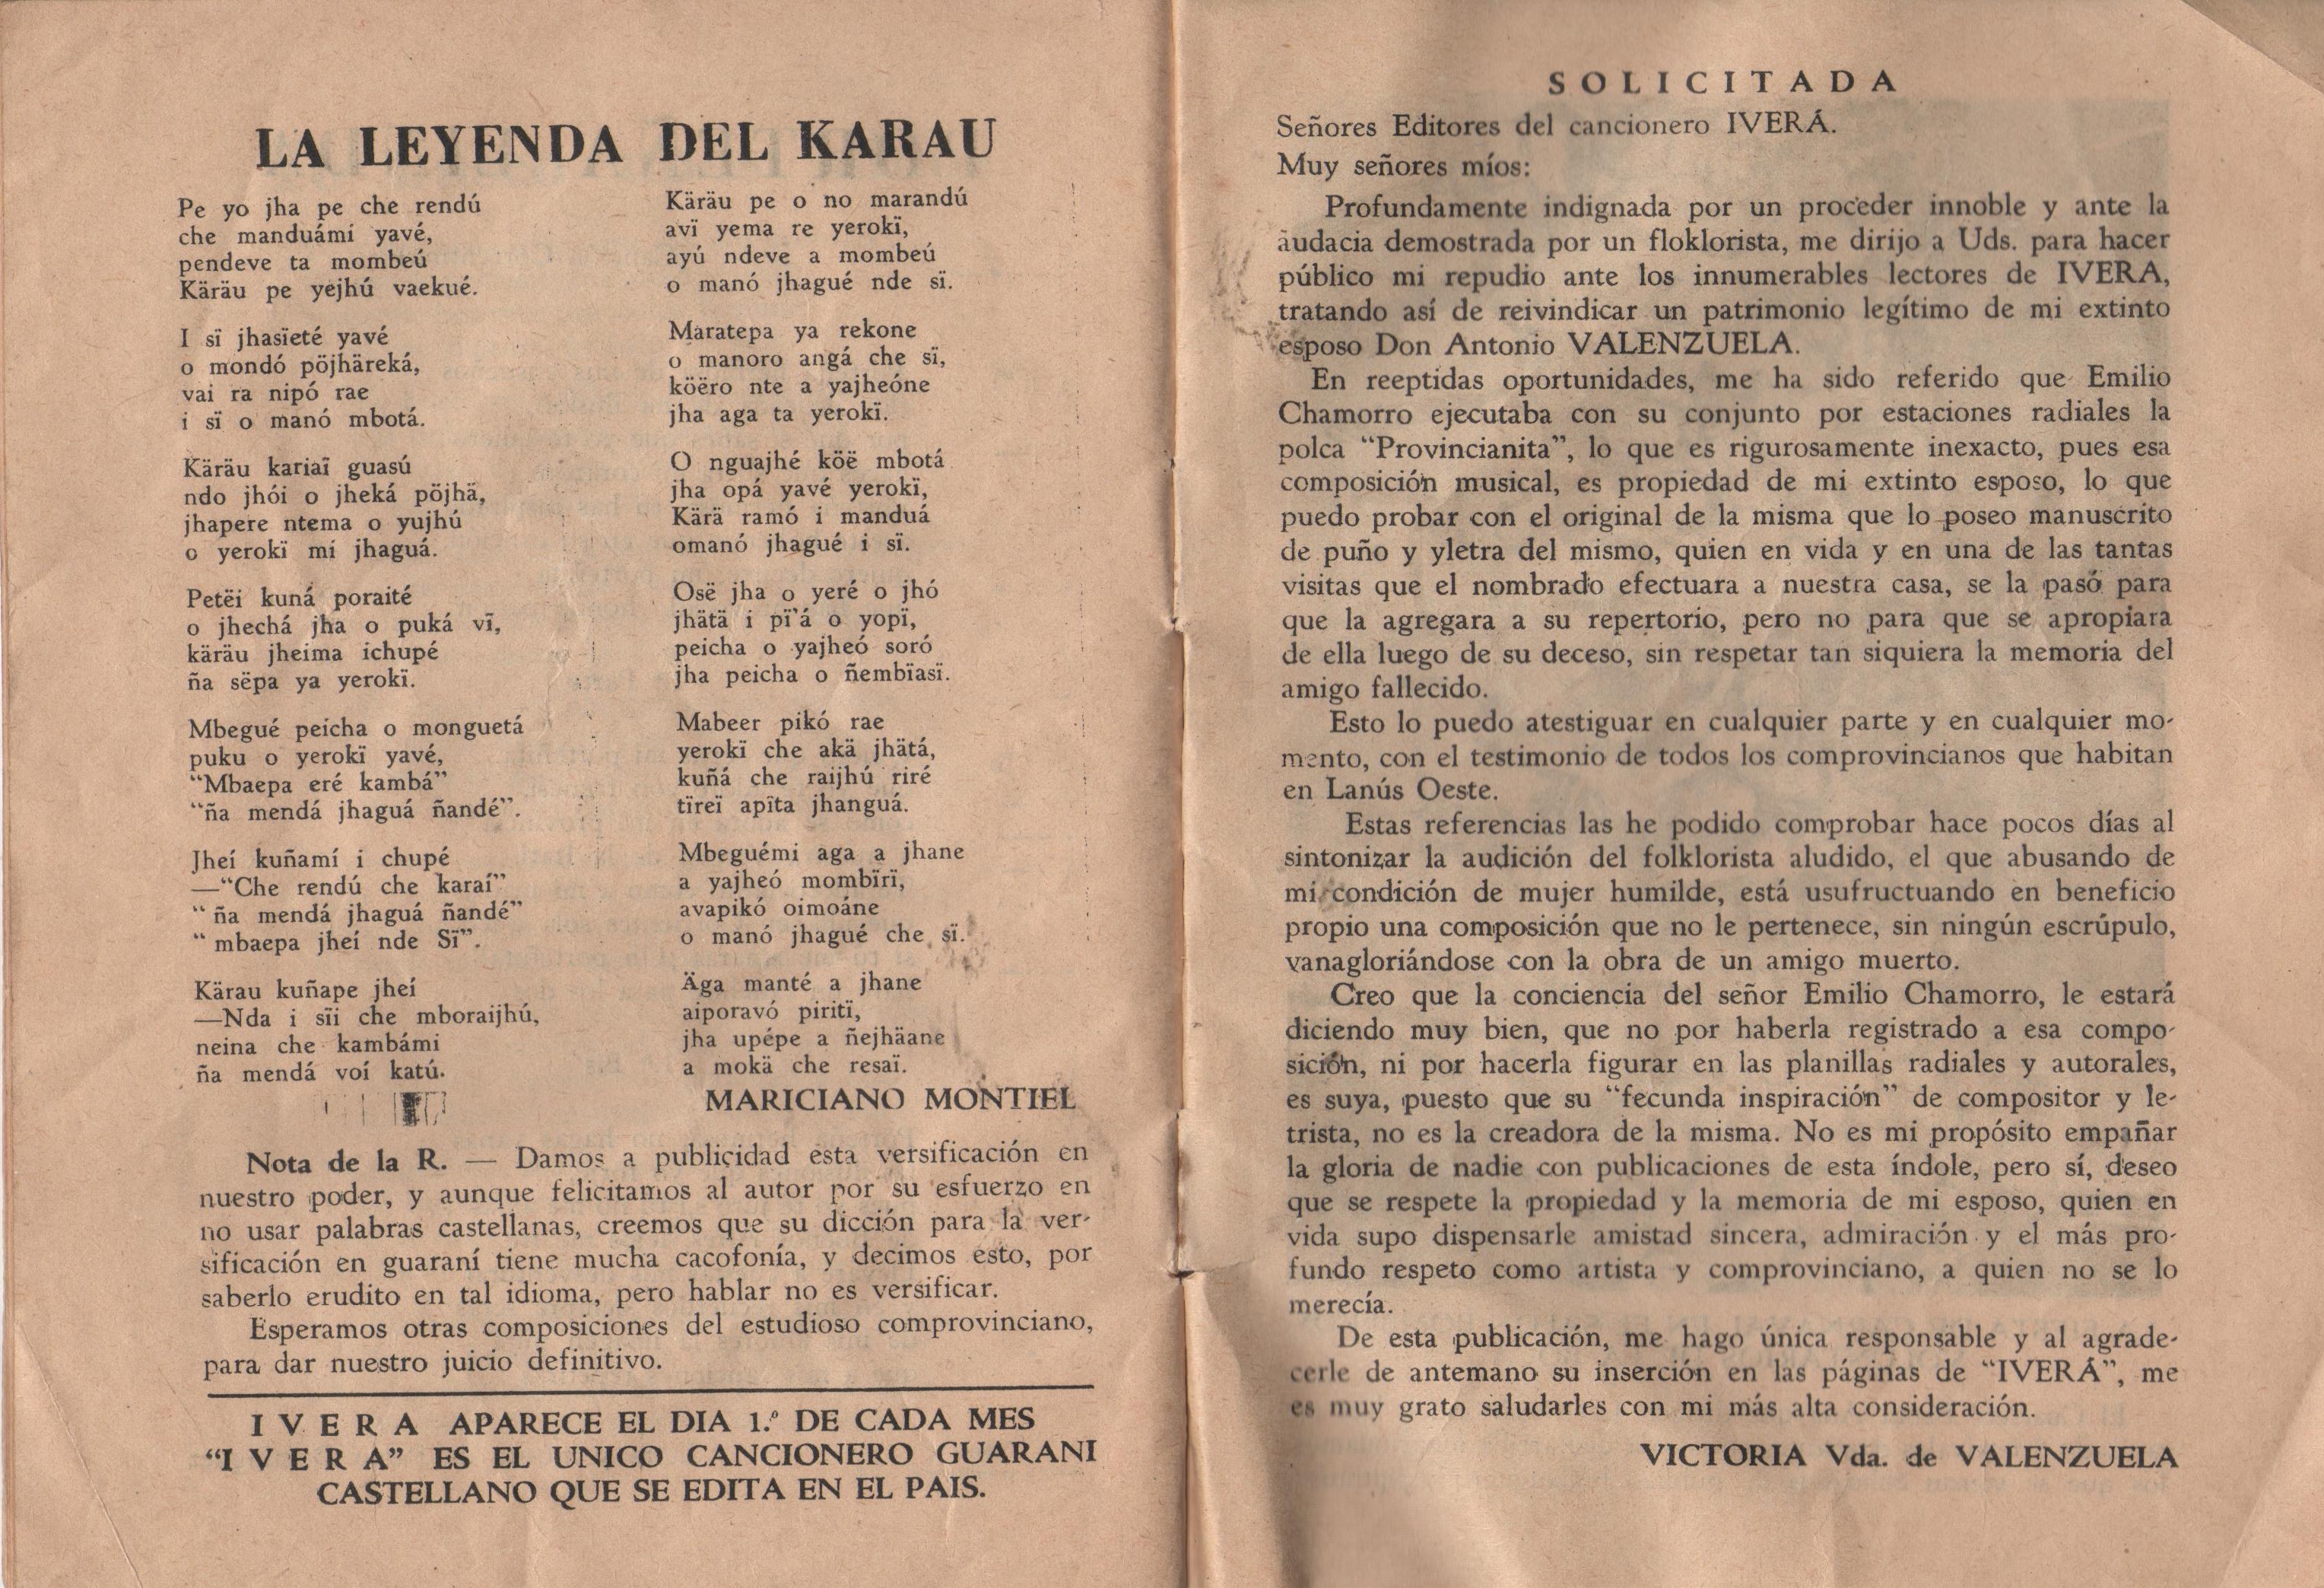 LA LEYENDA DEL KARAU
Pe yo jha pe che rendú
che manduámí yavé,
pendeve ta mombeú
Käräu pe yejhú vaekué.
I sï jhasïeté yavé
o mondó pöjhäreká,
vai ra nipó rae
i sï o manó mbotá.
Käräu kariaï guasú
ndo jhói o jheká pöjhä,
jhapere ntema o yujhú
o yerokï mí jhaguá.
Petëi kuná poraité
o jhechá jha o puká vï,
käräu jheima ichupé
ña sëpa ya yerokï.
Mbegué peicha o monguetá
puku o yerokï yavé,
“Mbaepa eré kambá”
“ña mendá jhaguá ñandé”.
Jheí kuñamí i chupé
—“Che rendú che karaí”
“ ña mendá jhaguá ñandé”
“ mbaepa jheí nde Sï”.
Kärau kuñape jheí
—Nda i sïi che mboraijhú,
neina che kambámi
ña mendá voí katú.
Käräu pe o no marandú
avï yema re yerokï,
ayú ndeve a mombeú
o manó jhagué nde sï.
Maratepa ya rekone
o manoro angá che sï,
köëro nte a yajheóne
jha aga ta yerokï.
O nguajhé köë mbotá
jha opá yavé yerokï,
Kärä ramó i manduá
omanó jhagué i sï.
Osë jha o yeré o jhó
jhätä i pï’á o yopï,
peicha o yajheó soró
jha peicha o ñembïasï.
Mabeer pikó rae
yerokï che akä jhätá,
kuñá che raijhú riré
tïreï apïta jhanguá.
Mbeguémi aga a jhane
a yajheó mombïrï,
avapikó oimoáne
o manó jhagué che sï.
Äga manté a jhane
aiporavó piritï,
jha upépe a ñejhäane
a mokä che resaï.
MARICIANO MONTIEL
Nota de la R. — Damos a publicidad esta versificación en
nuestro poder, y aunque felicitamos al autor por su esfuerzo en
no usar palabras castellanas, creemos que su dicción para la ver-
sificación en guaraní tiene mucha cacofonía, y decimos esto, por
saberlo erudito en tal idioma, pero hablar no es versificar.
Esperamos otras composiciones del estudioso comprovinciano,
para dar nuestro juicio definitivo.
I V E R A APARECE EL DIA 1.º DE CADA MES
“I V E R A” ES EL UNICO CANCIONERO GUARANI
CASTELLANO QUE SE EDITA EN EL PAIS.
SOLICITADA
Señores Editores del cancionero IVERÁ.
Muy señores míos:
Profundamente indignada por un proceder innoble y ante la
audacia demostrada por un floklorista, me dirijo a Uds. para hacer
público mi repudio ante los innumerables lectores de IVERA,
tratando así de reivindicar un patrimonio legítimo de mi extinto
esposo Don Antonio VALENZUELA.
En reeptidas oportunidades, me ha sido referido que Emilio
Chamorro ejecutaba con su conjunto por estaciones radiales la
polca “Provincianita”, lo que es rigurosamente inexacto, pues esa
composición musical, es propiedad de mi extinto esposo, lo que
puedo probar con el original de la misma que lo poseo manuscrito
de puño y yletra del mismo, quien en vida y en una de las tantas
visitas que el nombrado efectuara a nuestra casa, se la pasó para
que la agregara a su repertorio, pero no para que se apropiara
de ella luego de su deceso, sin respetar tan siquiera la memoria del
amigo fallecido.
Esto lo puedo atestiguar en cualquier parte y en cualquier mo-
mento, con el testimonio de todos los comprovincianos que habitan
en Lanús Oeste.
Estas referencias las he podido comprobar hace pocos días al
sintonizar la audición del folklorista aludido, el que abusando de
mi condición de mujer humilde, está usufructuando en beneficio
propio una composición que no le pertenece, sin ningún escrúpulo,
vanagloriándose con la obra de un amigo muerto.
Creo que la conciencia del señor Emilio Chamorro, le estará
diciendo muy bien, que no por haberla registrado a esa compo-
sición, ni por hacerla figurar en las planillas radiales y autorales,
es suya, puesto que su “fecunda inspiración” de compositor y le-
trista, no es la creadora de la misma. No es mi propósito empañar
la gloria de nadie con publicaciones de esta índole, pero sí, deseo
que se respete la propiedad y la memoria de mi esposo, quien en
vida supo dispensarle amistad sincera, admiración y el más pro-
fundo respeto como artista y comprovinciano, a quien no se lo
merecía.
De esta publicación, me hago única responsable y al agrade-
cerle de antemano su inserción en las páginas de “IVERÁ”, me
es muy grato saludarles con mi más alta consideración.
VICTORIA Vda. de VALENZUELA